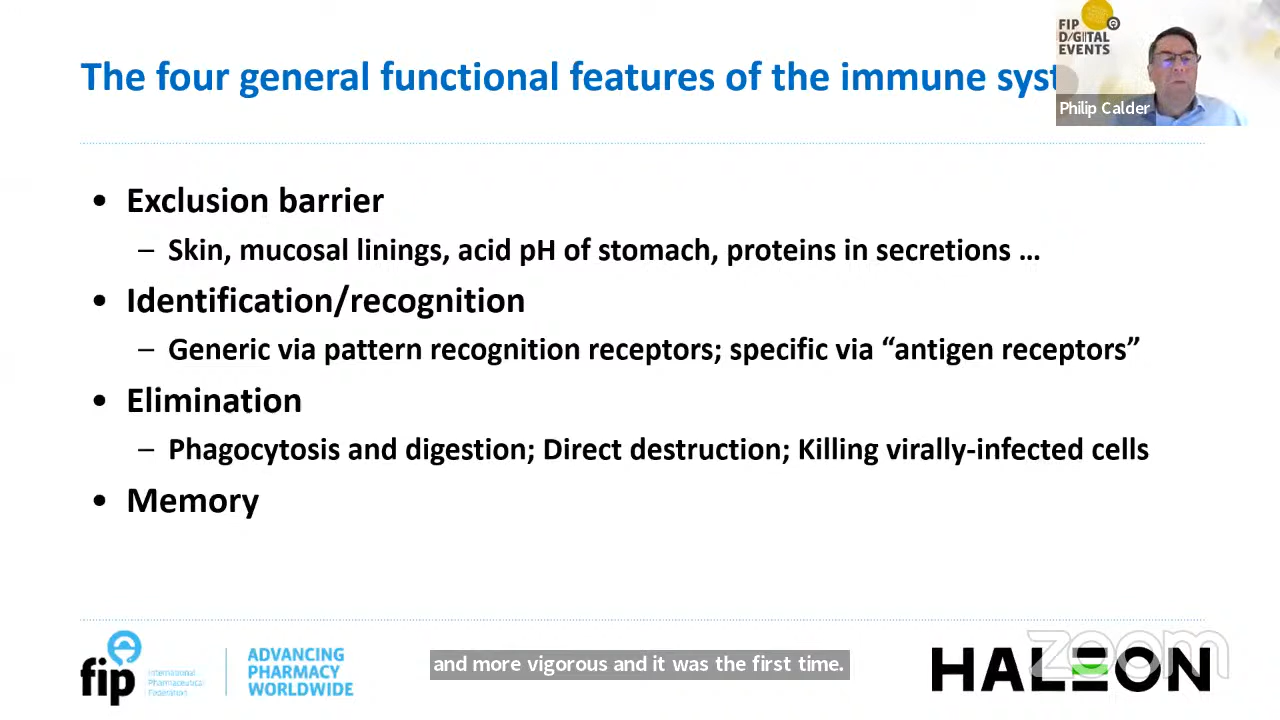 The four general functional features of the immune syst
FIP
DIGITAL
EVENTS
Philip Calder
• Exclusion barrier
– Skin, mucosal linings, acid pH of stomach, proteins in secretions ...
• Identification/recognition
– Generic via pattern recognition receptors; specific via “antigen receptors”
• Elimination
– Phagocytosis and digestion; Direct destruction; Killing virally-infected cells
• Memory
fip
International
Pharmaceutical
Federation
ADVANCING
PHARMACY
WORLDWIDE
and more vigorous and it was the first time.
HALEON
zoom